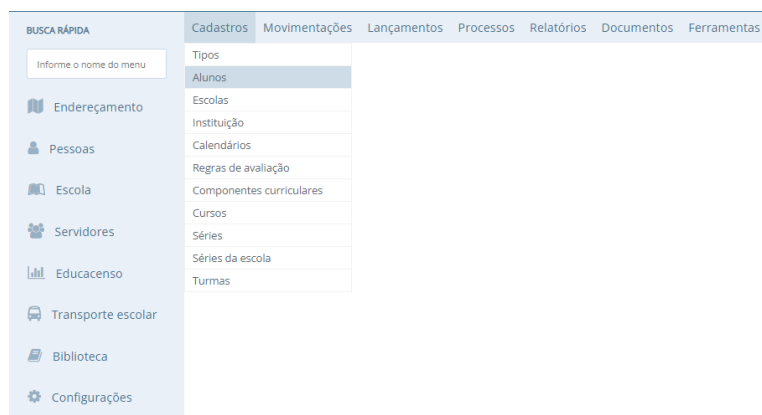 BUSCA RÁPIDA
Informe o nome do menu
Endereçamento
Pessoas
Escola
Servidores
Educacenso
Transporte escolar
Biblioteca
Configurações
Cadastros Movimentações Lançamentos Processos Relatórios Documentos Ferramentas
Tipos
Alunos
Escolas
Instituição
Calendários
Regras de avaliação
Componentes curriculares
Cursos
Séries
Séries da escola
Turmas